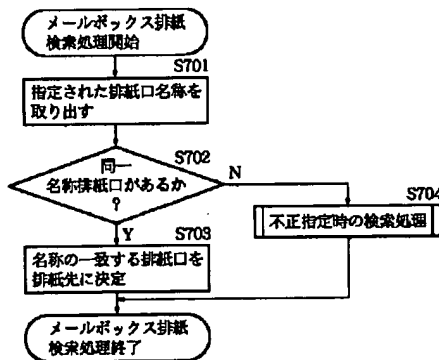 メールボックス排紙
検索処理開始
S701
指定された排紙口名称を
取り出す
S702
同一
名称排紙口があるか
?
N
S704
不正指定時の検索処理
Y
S703
名称の一致する排紙口を
排紙先に決定
メールボックス排紙
検索処理終了